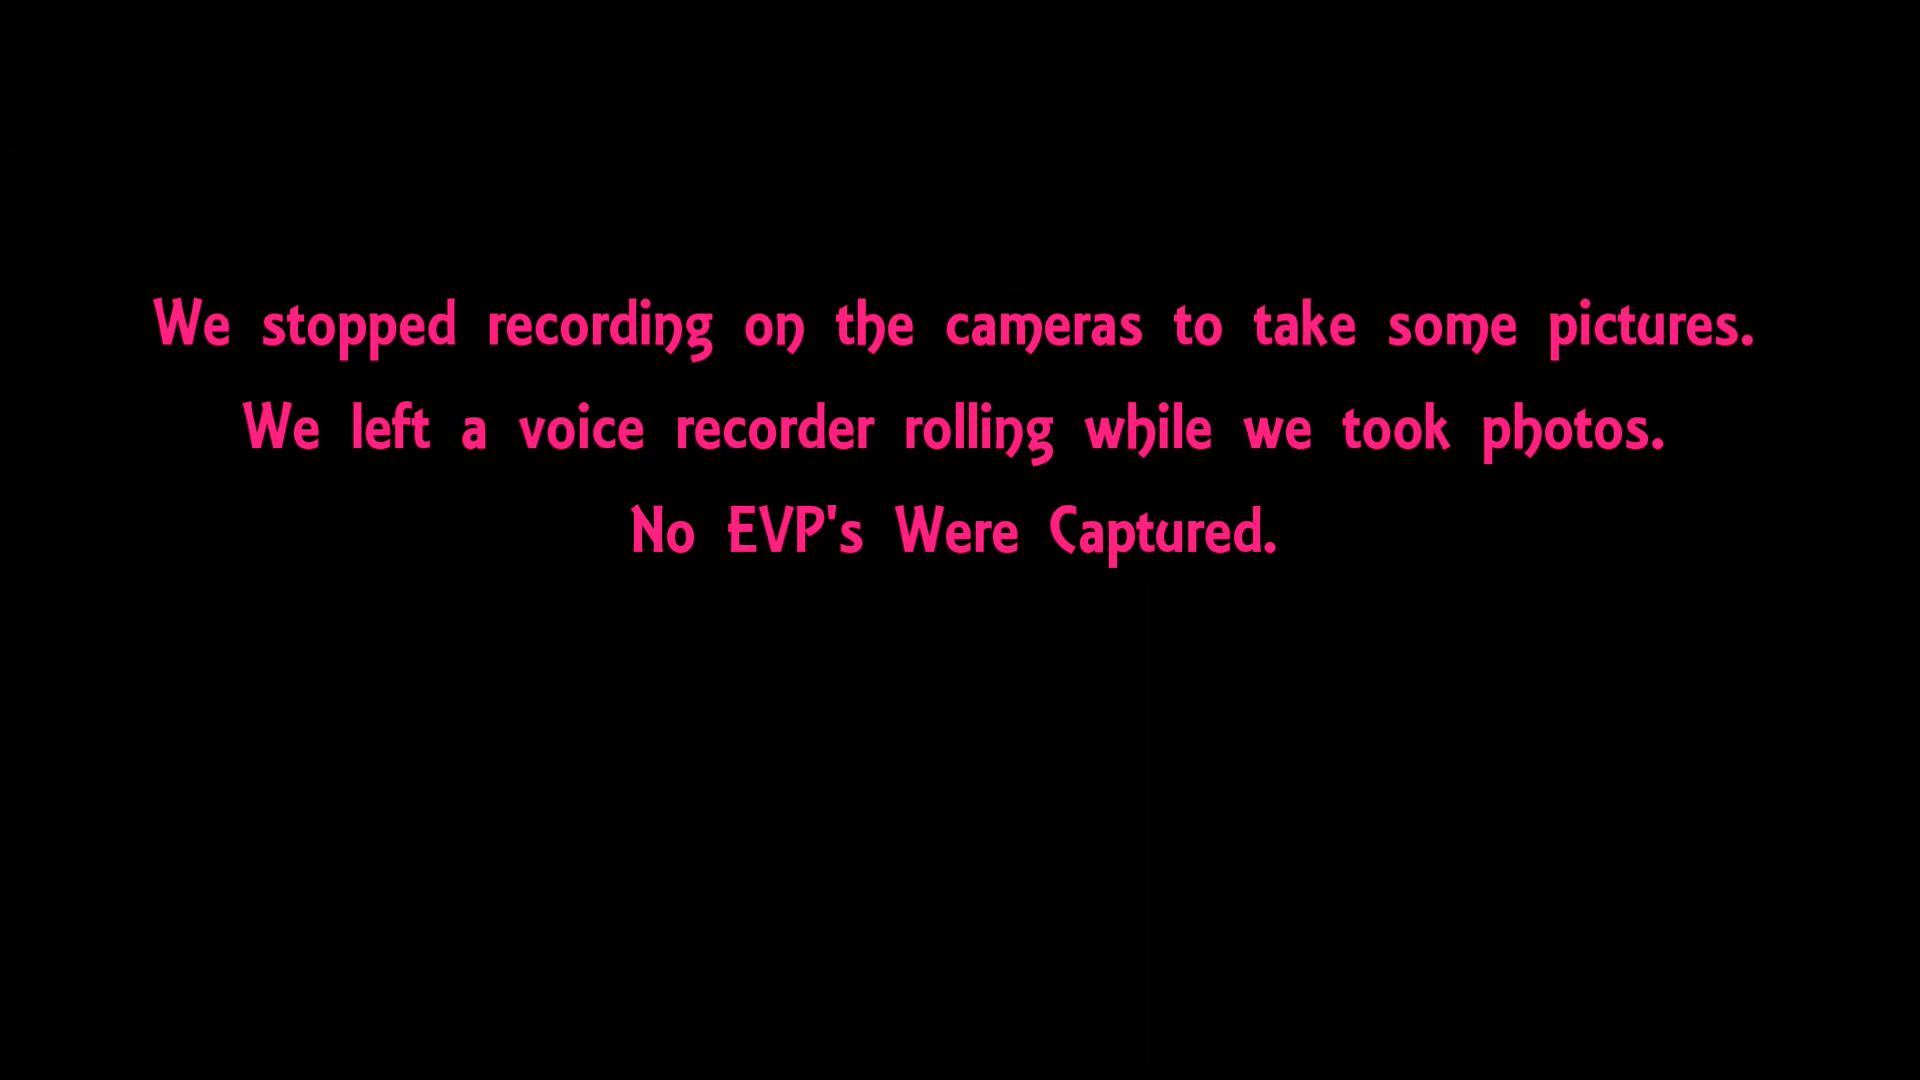 We stopped recording on the cameras to take some pictures.
We left a voice recorder rolling while we took photos.
No EVP's Were Captured.